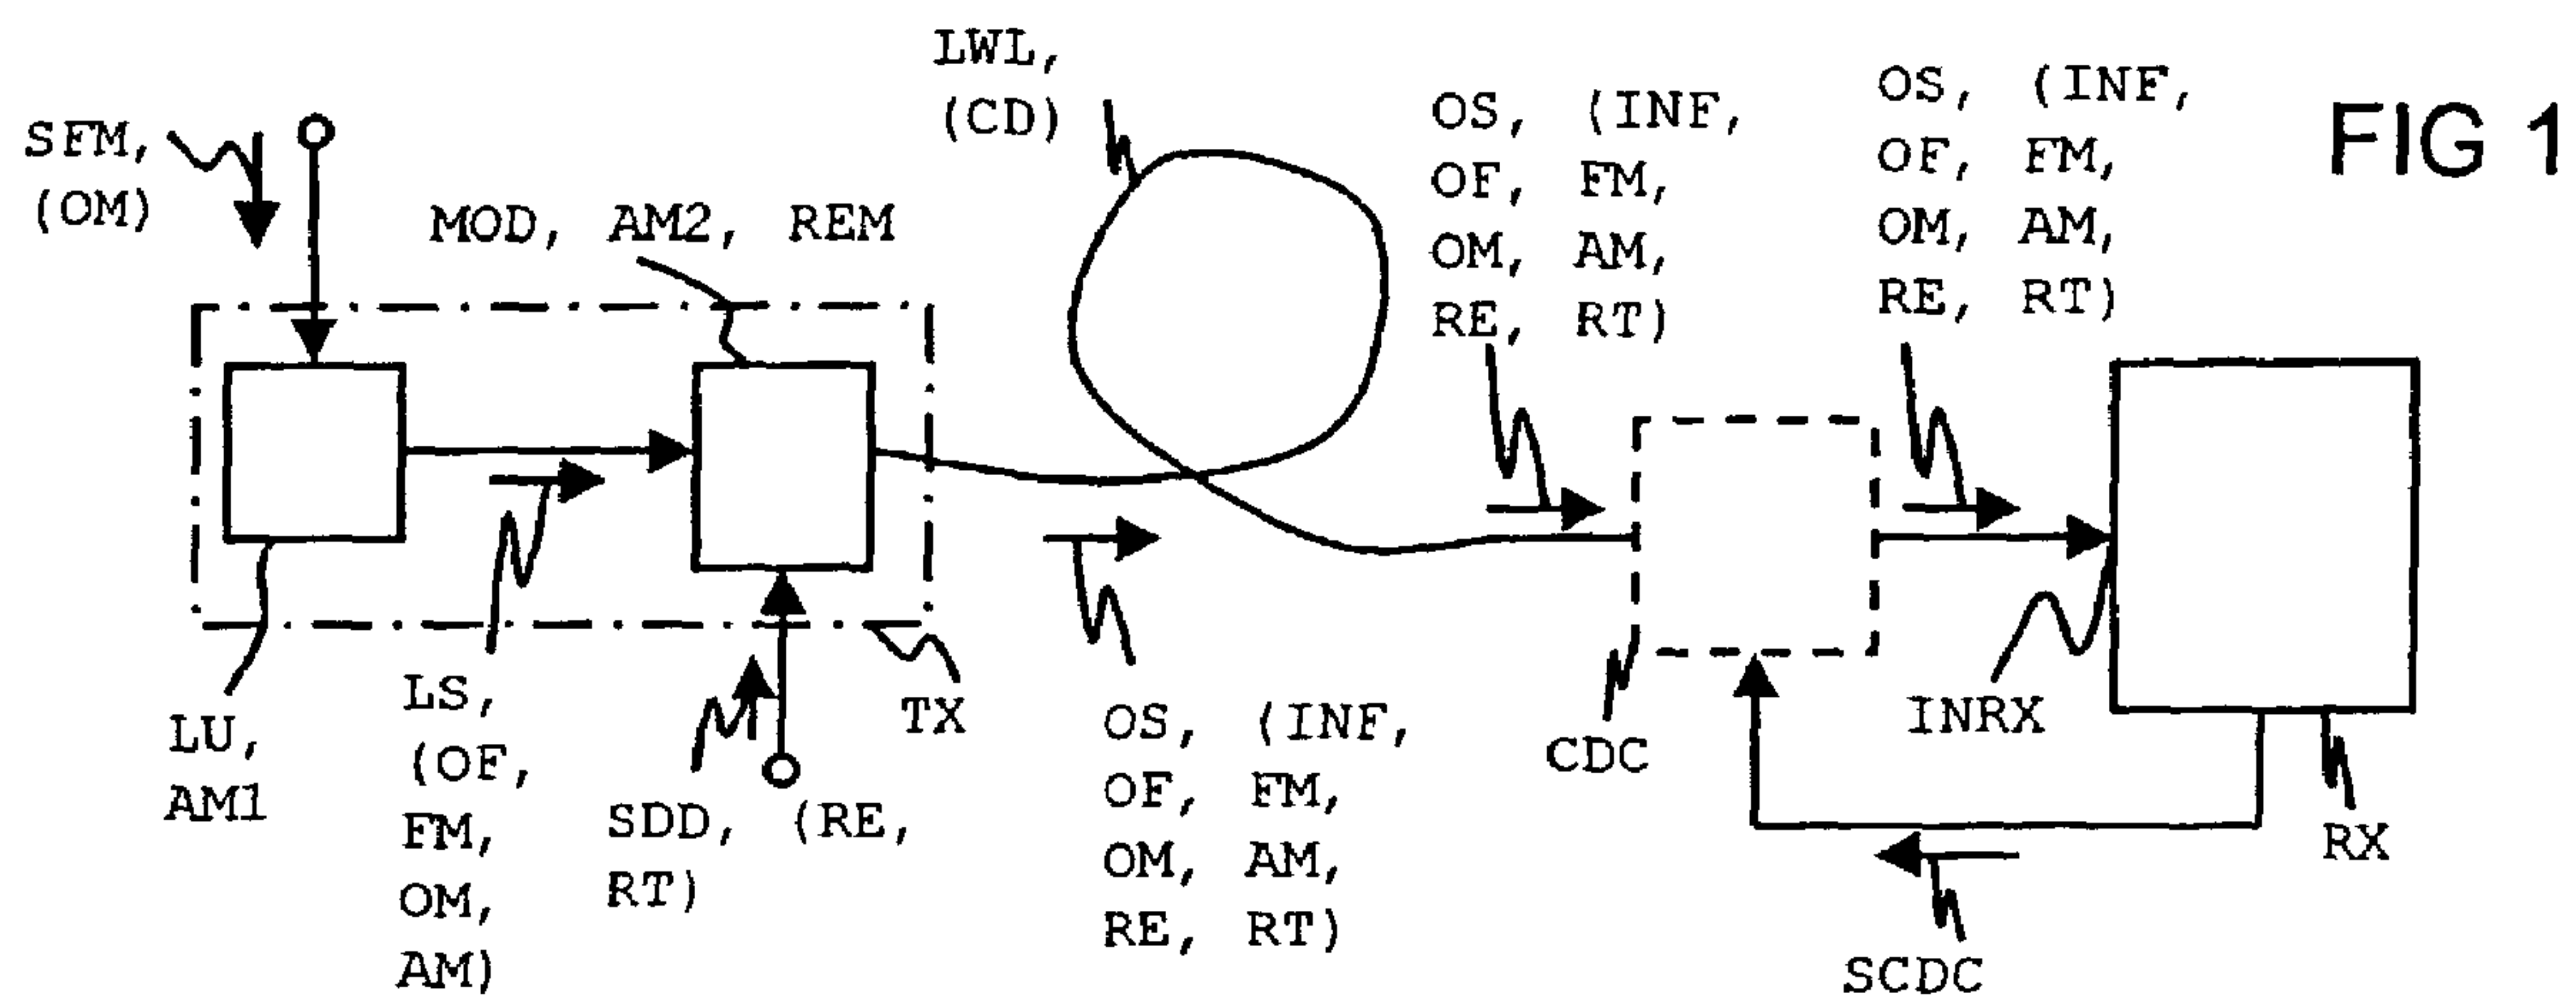 FIG 1
SFM,
(OM)
MOD, AM2, REM
LWL,
(CD)
OS, (INF,
OF, FM,
OM, AM,
RE, RT)
OS, (INF,
OF, FM,
OM, AM,
RE, RT)
LU,
AM1
LS,
(OF,
FM,
OM,
AM)
SDD, (RE,
RT)
TX
OS, (INF,
OF, FM,
OM, AM,
RE, RT)
CDC
INRX
RX
SCDC